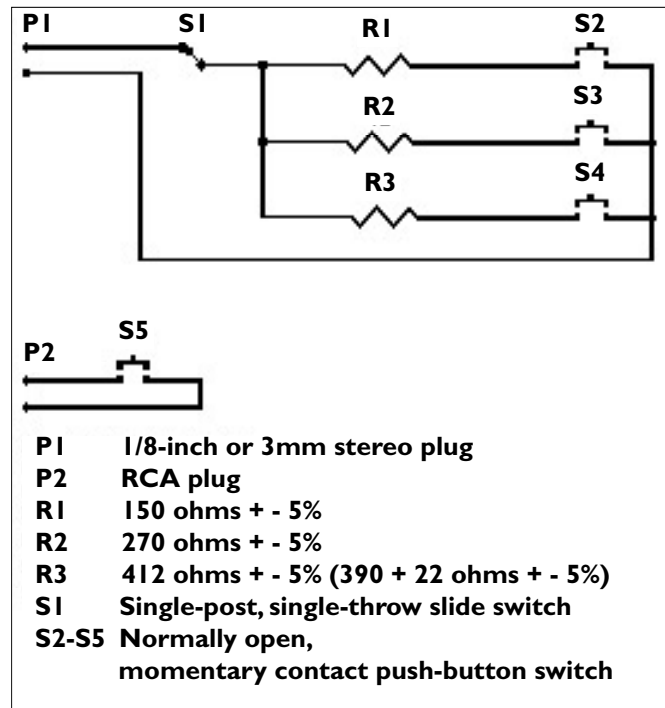 P1 S1 R1 S2
R2 S3
R3 S4
S5
P2
P1 1/8-inch or 3mm stereo plug
P2 RCA plug
R1 150 ohms + - 5%
R2 270 ohms + - 5%
R3 412 ohms + - 5% (390 + 22 ohms + - 5%)
S1 Single-post, single-throw slide switch
S2-S5 Normally open,
momentary contact push-button switch